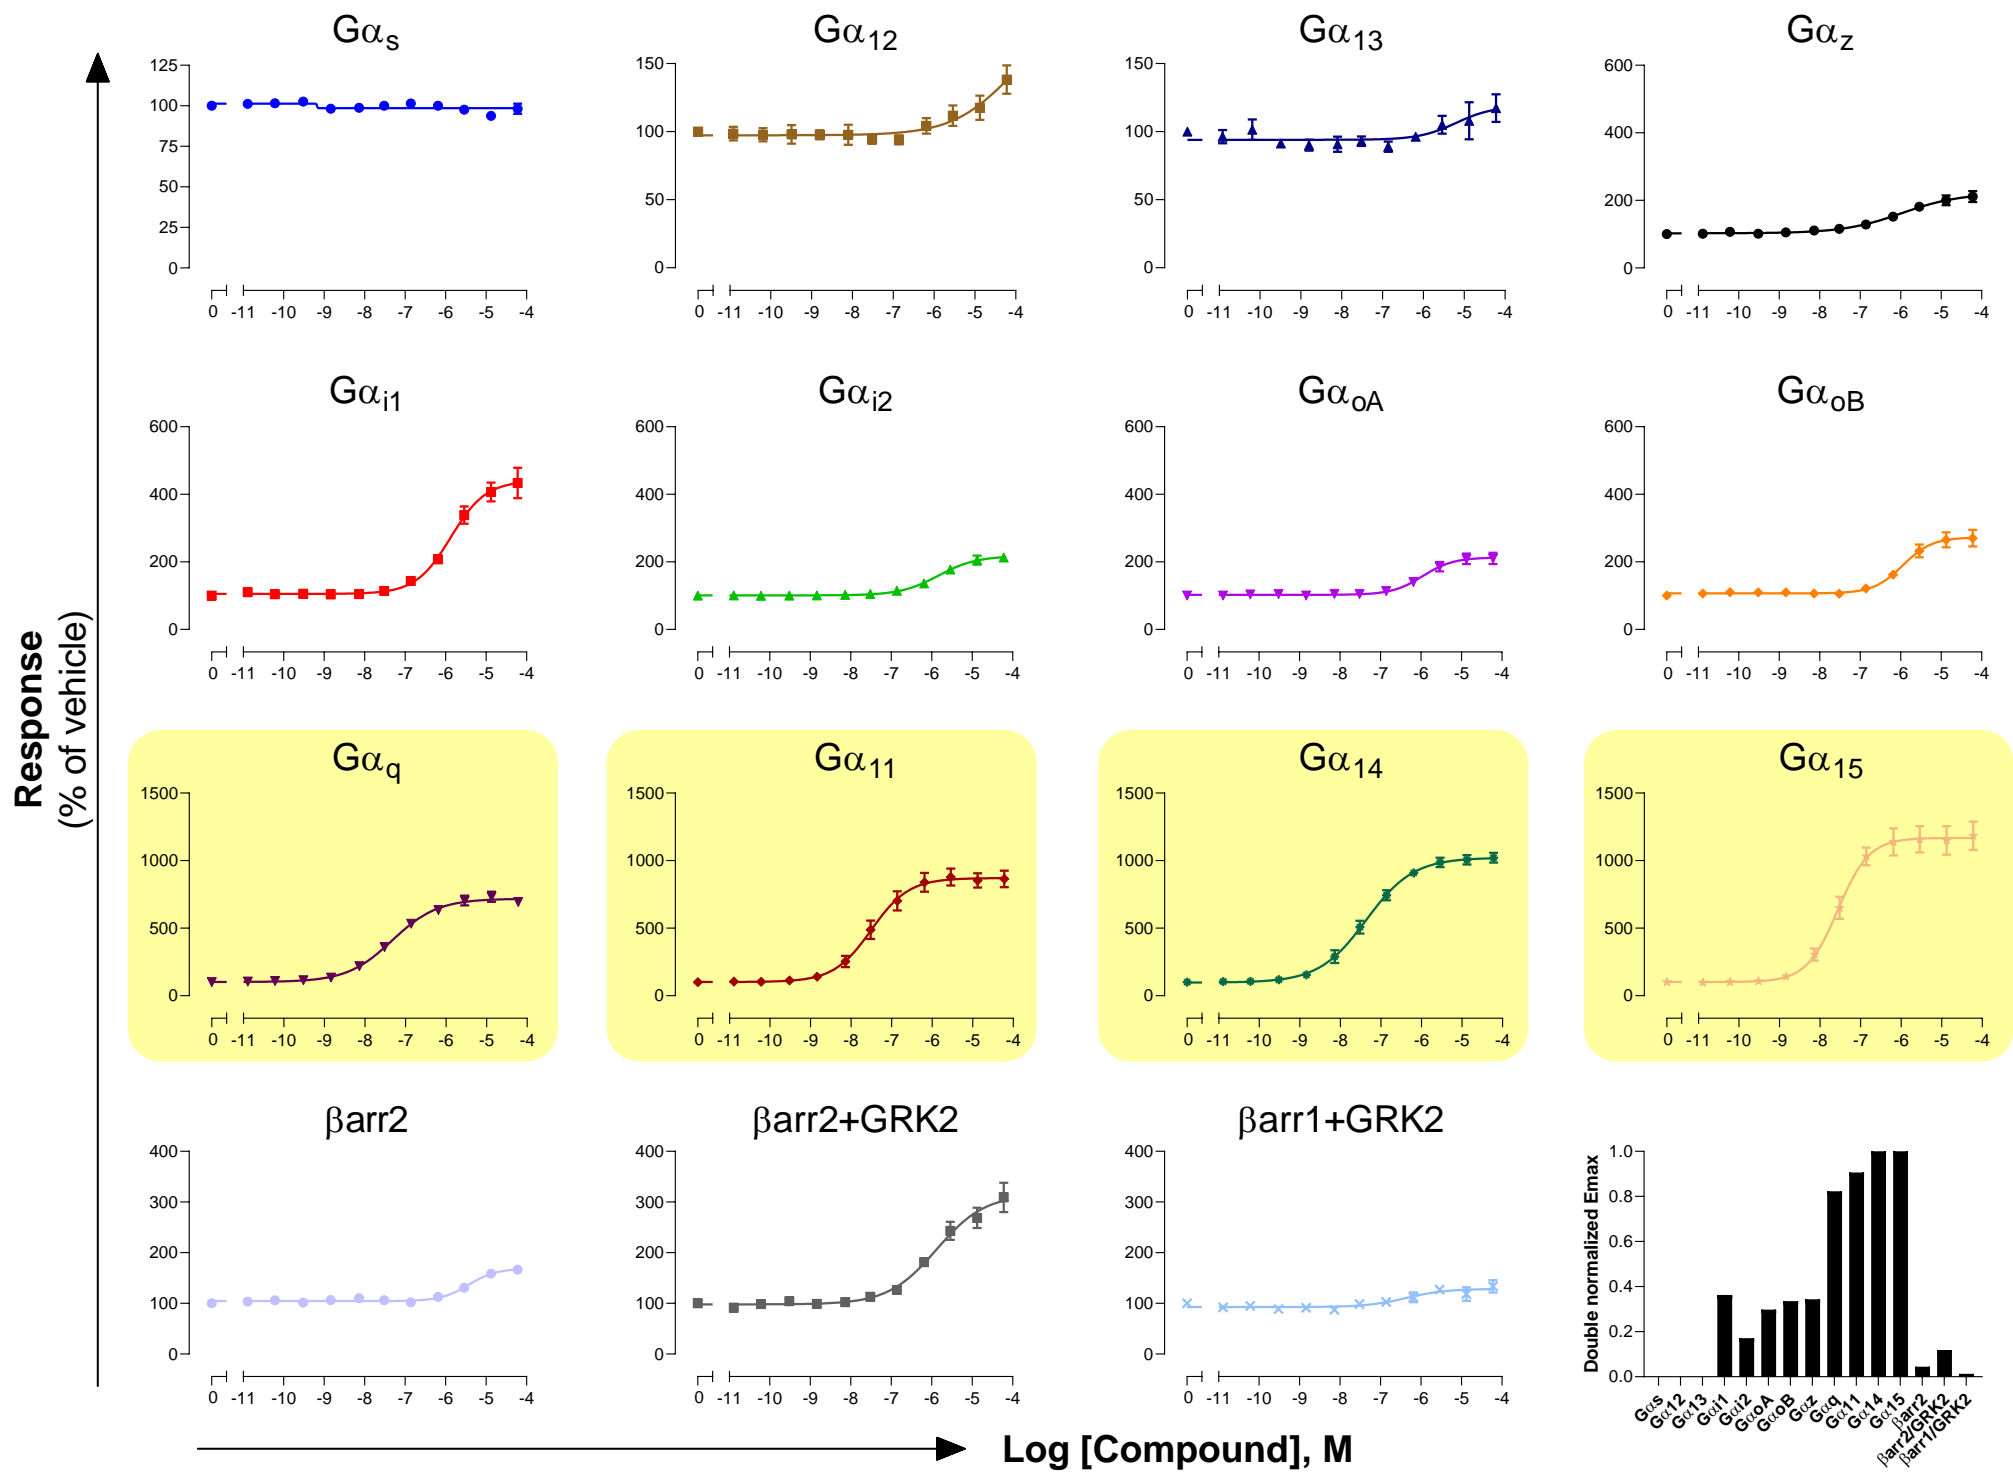 Response
(% of vehicle)
Gαs
125
100
75
50
25
0
0 -11 -10 -9 -8 -7 -6 -5 -4
Gα12
150
100
50
0
0 -11 -10 -9 -8 -7 -6 -5 -4
Gα13
150
100
50
0
0 -11 -10 -9 -8 -7 -6 -5 -4
Gαz
600
400
200
0
0 -11 -10 -9 -8 -7 -6 -5 -4
Gαi1
600
400
200
0
0 -11 -10 -9 -8 -7 -6 -5 -4
Gαi2
600
400
200
0
0 -11 -10 -9 -8 -7 -6 -5 -4
GαoA
600
400
200
0
0 -11 -10 -9 -8 -7 -6 -5 -4
GαoB
600
400
200
0
0 -11 -10 -9 -8 -7 -6 -5 -4
Gαq
1500
1000
500
0
0 -11 -10 -9 -8 -7 -6 -5 -4
Gα11
1500
1000
500
0
0 -11 -10 -9 -8 -7 -6 -5 -4
Gα14
1500
1000
500
0
0 -11 -10 -9 -8 -7 -6 -5 -4
Gα15
1500
1000
500
0
0 -11 -10 -9 -8 -7 -6 -5 -4
βarr2
400
300
200
100
0
0 -11 -10 -9 -8 -7 -6 -5 -4
βarr2+GRK2
400
300
200
100
0
0 -11 -10 -9 -8 -7 -6 -5 -4
βarr1+GRK2
400
300
200
100
0
0 -11 -10 -9 -8 -7 -6 -5 -4
Double normalized Emax
1.0
0.8
0.6
0.4
0.2
0.0
Gαs
Gα12
Gα13
Gαi1
Gαi2
GαoA
GαoB
Gαz
Gαq
Gα11
Gα14
Gα15
βarr2
βarr2/GRK2
βarr1/GRK2
Log [Compound], M